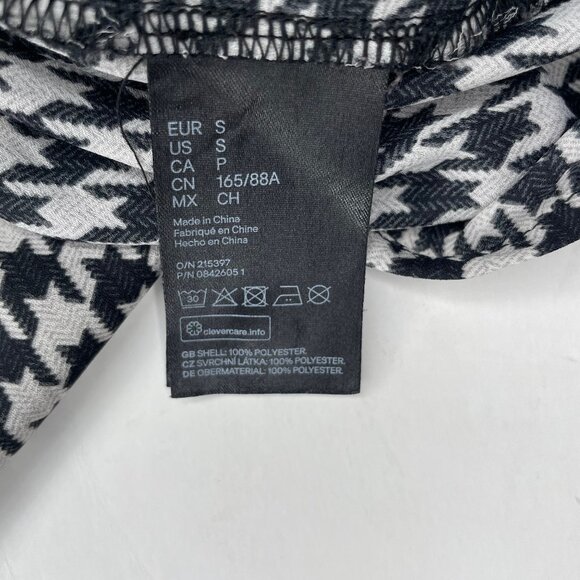 EUR S
US S
CA P
CN 165/88A
MX CH
Made in China
Fabriqué en Chine
Hecho en China
O/N 215397
P/N 0842605 1
30
clevercare.info
GB SHELL: 100% POLYESTER.
CZ SVRCHNÍ LÁTKA: 100% POLYESTER.
DE OBERMATERIAL: 100% POLYESTER.